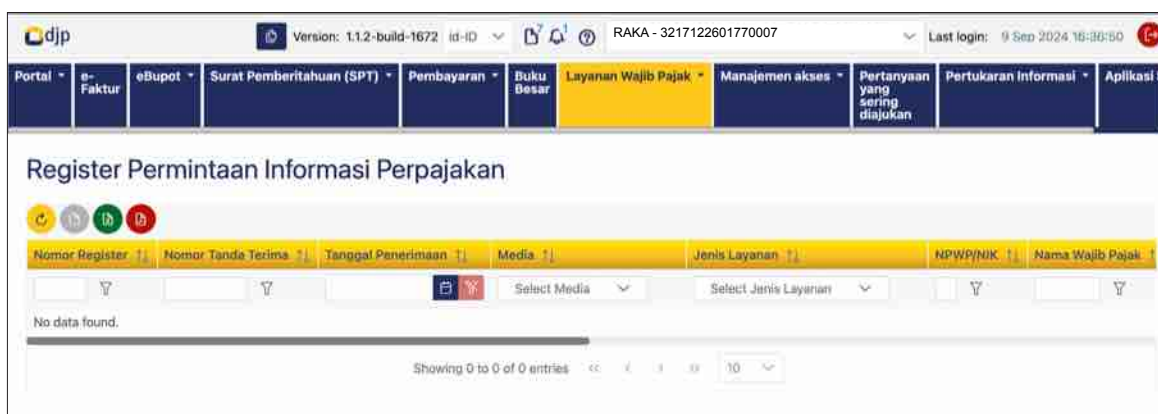 djp Version: 1.1.2-build-1672 id-ID 7 1 RAKA - 3217122601770007 Last login: 9 Sep 2024 16:36:50
Portal e-Faktur eBupot Surat Pemberitahuan (SPT) Pembayaran Buku Besar Layanan Wajib Pajak Manajemen akses Pertanyaan yang sering diajukan Pertukaran Informasi Aplikasi
Register Permintaan Informasi Perpajakan
Nomor Register Nomor Tanda Terima Tanggal Penerimaan Media Jenis Layanan NPWP/NIK Nama Wajib Pajak
Select Media Select Jenis Layanan
No data found.
Showing 0 to 0 of 0 entries << < > >> 10